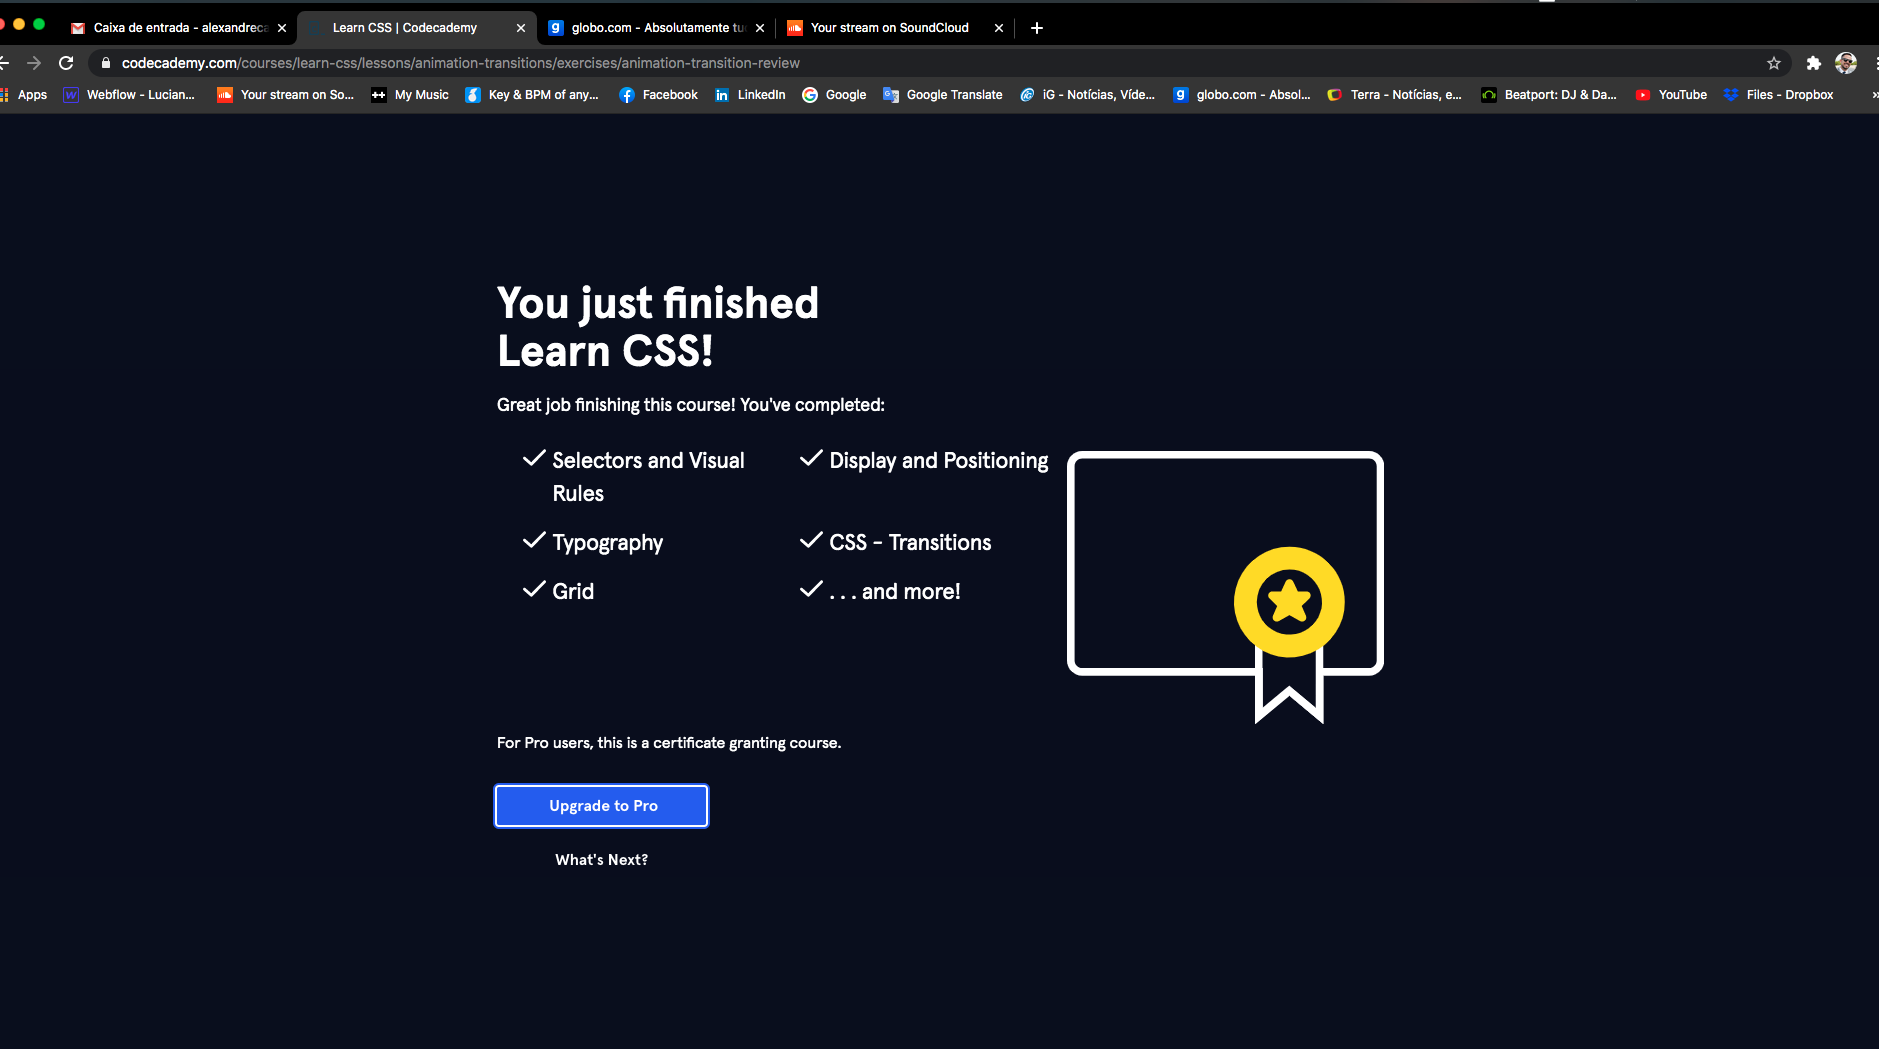 Caixa de entrada - alexandreca
Learn CSS | Codecademy
globo.com - Absolutamente tu
Your stream on SoundCloud
codecademy.com/courses/learn-css/lessons/animation-transitions/exercises/animation-transition-review
Apps
Webflow - Lucian...
Your stream on So...
My Music
Key & BPM of any...
Facebook
LinkedIn
Google
Google Translate
iG - Notícias, Víde...
globo.com - Absol...
Terra - Notícias, e...
Beatport: DJ & Da...
YouTube
Files - Dropbox
You just finished
Learn CSS!
Great job finishing this course! You've completed:
Selectors and Visual
Rules
Display and Positioning
Typography
CSS - Transitions
Grid
. . . and more!
For Pro users, this is a certificate granting course.
Upgrade to Pro
What's Next?